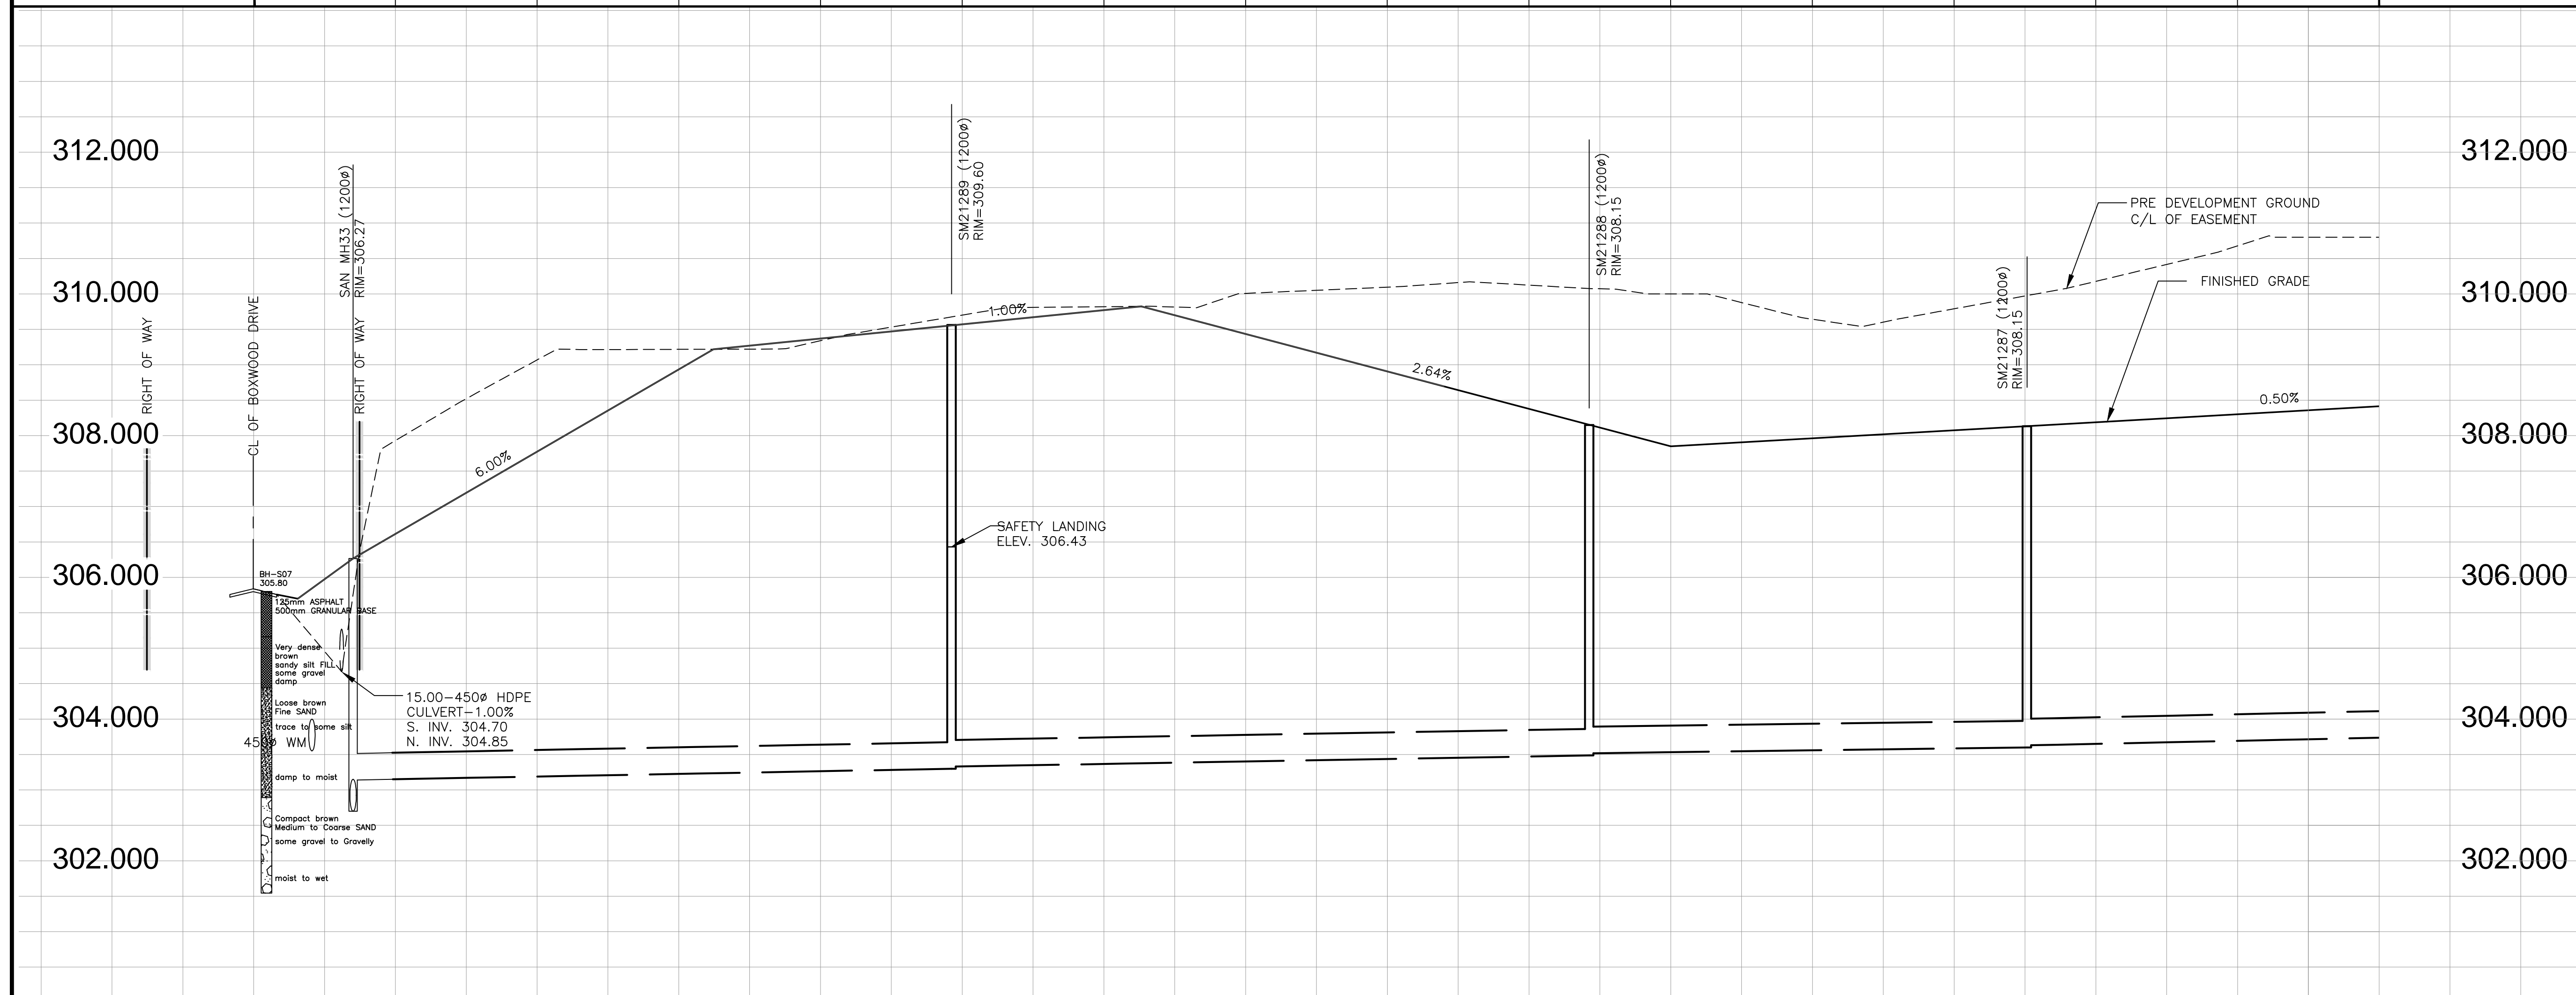 312.000
310.000
308.000
306.000
304.000
302.000
RIGHT OF WAY
CL OF BOXWOOD DRIVE
SAN MH33 (1200ø)
RIM=306.27
RIGHT OF WAY
BH-S07
305.80
125mm ASPHALT
500mm GRANULAR BASE
Very dense
brown
sandy silt FILL
some gravel
damp
Loose brown
Fine SAND
trace to some silt
450ø WM
damp to moist
Compact brown
Medium to Coarse SAND
some gravel to Gravelly
moist to wet
15.00-450ø HDPE
CULVERT-1.00%
S. INV. 304.70
N. INV. 304.85
6.00%
SM21289 (1200ø)
RIM=309.60
1.00%
SAFETY LANDING
ELEV. 306.43
2.64%
SM21288 (1200ø)
RIM=308.15
SM21287 (1200ø)
RIM=308.15
PRE DEVELOPMENT GROUND
C/L OF EASEMENT
FINISHED GRADE
0.50%
312.000
310.000
308.000
306.000
304.000
302.000